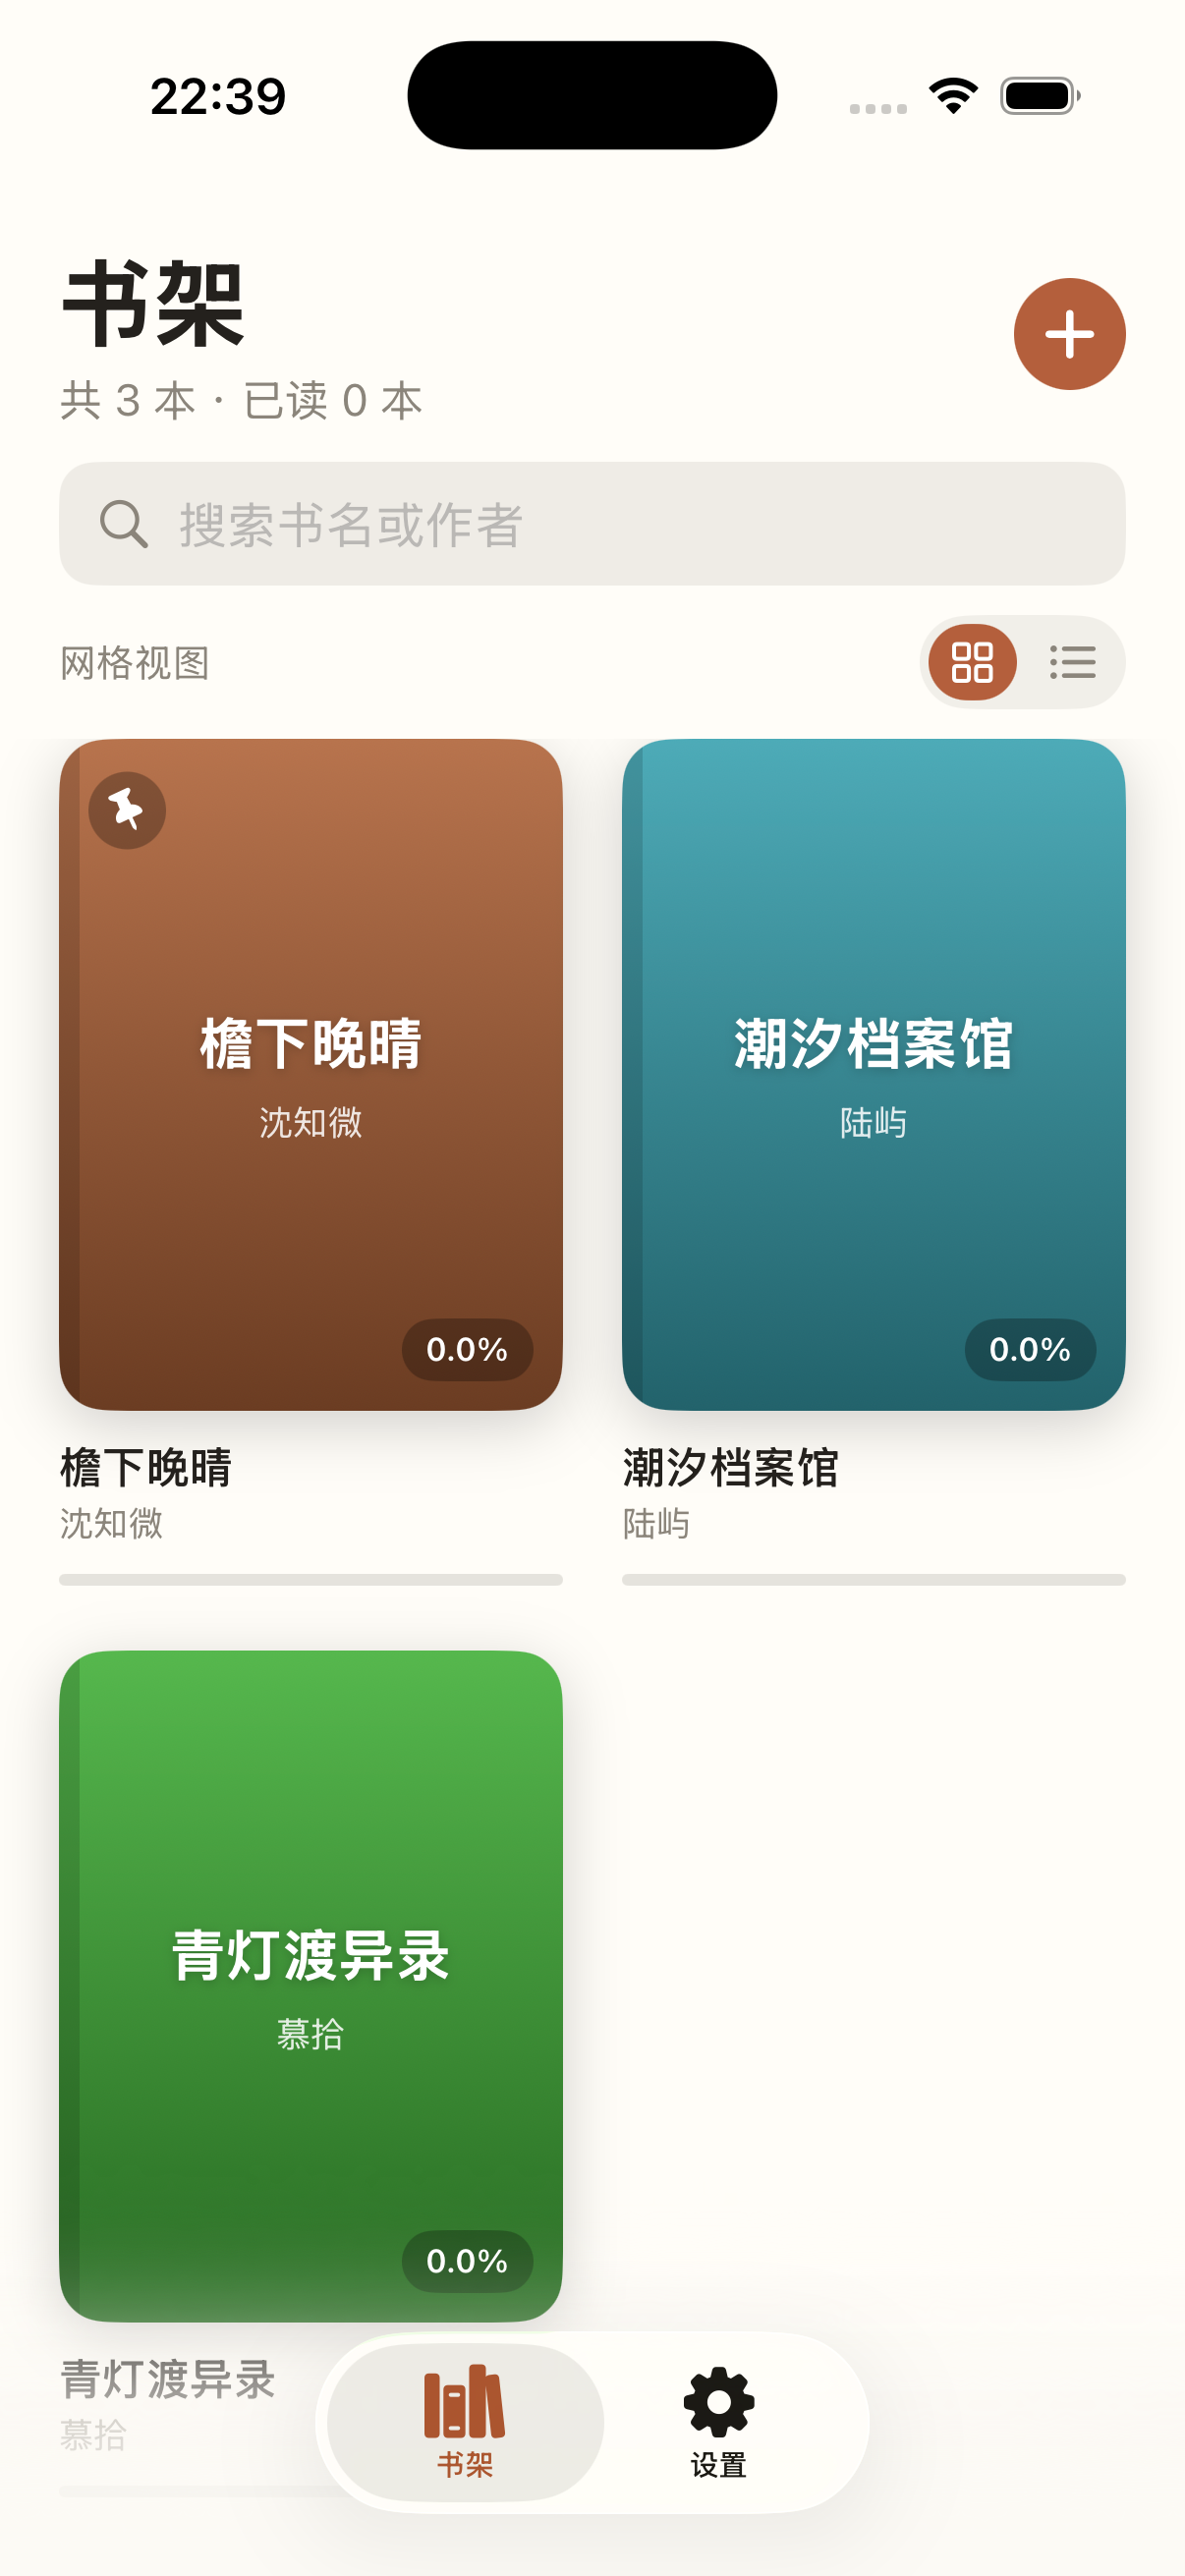 22:39
书架
共 3 本 · 已读 0 本
搜索书名或作者
网格视图
檐下晚晴
沈知微
0.0%
潮汐档案馆
陆屿
0.0%
檐下晚晴
沈知微
潮汐档案馆
陆屿
青灯渡异录
慕拾
0.0%
青灯渡异录
慕拾
书架
设置